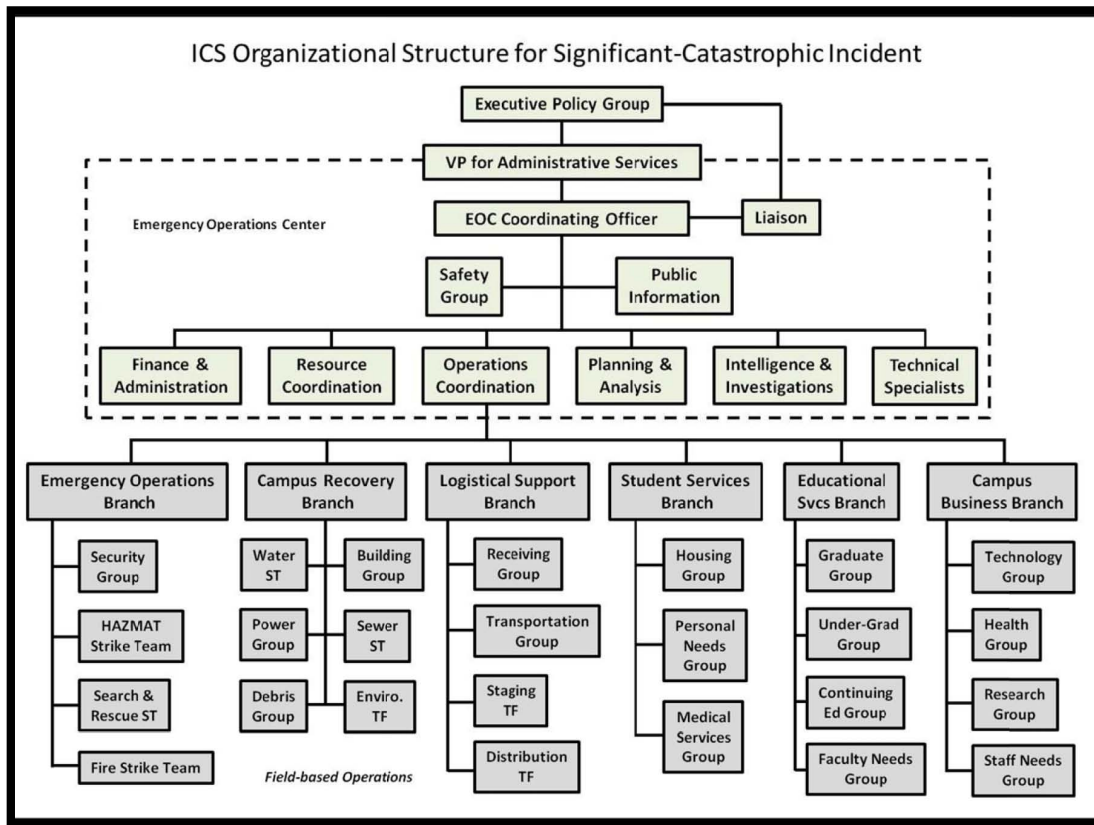 ICS Organizational Structure for Significant-Catastrophic Incident
Executive Policy Group
VP for Administrative Services
Emergency Operations Center
EOC Coordinating Officer
Liaison
Safety
Group
Public
Information
Finance &
Administration
Resource
Coordination
Operations
Coordination
Planning &
Analysis
Intelligence &
Investigations
Technical
Specialists
Emergency Operations
Branch
Campus Recovery
Branch
Logistical Support
Branch
Student Services
Branch
Educational
Svcs Branch
Campus
Business Branch
Security
Group
HAZMAT
Strike Team
Search &
Rescue ST
Fire Strike Team
Water
ST
Building
Group
Power
Group
Sewer
ST
Debris
Group
Enviro.
TF
Field-based Operations
Receiving
Group
Transportation
Group
Staging
TF
Distribution
TF
Housing
Group
Personal
Needs
Group
Medical
Services
Group
Graduate
Group
Under-Grad
Group
Continuing
Ed Group
Faculty Needs
Group
Technology
Group
Health
Group
Research
Group
Staff Needs
Group